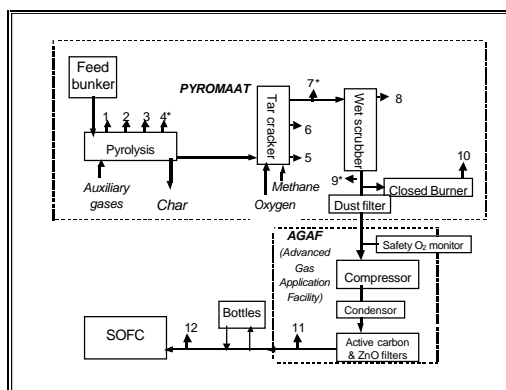 Feed
bunker
PYROMAAT
7*
8
1 2 3 4*
Tar cracker
Wet scrubber
6
Pyrolysis
5
10
Auxiliary
gases
Char
Methane
Oxygen
9*
Closed Burner
Dust filter
AGAF
(Advanced
Gas
Application
Facility)
Safety O2 monitor
Compressor
Condensor
Bottles
SOFC
12
11
Active carbon
& ZnO filters